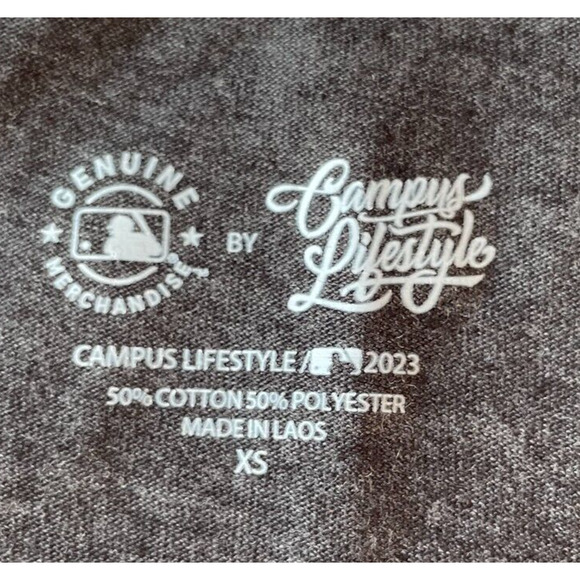 GENUINE
MERCHANDISE
BY
Campus
Lifestyle
CAMPUS LIFESTYLE / 2023
50% COTTON 50% POLYESTER
MADE IN LAOS
XS